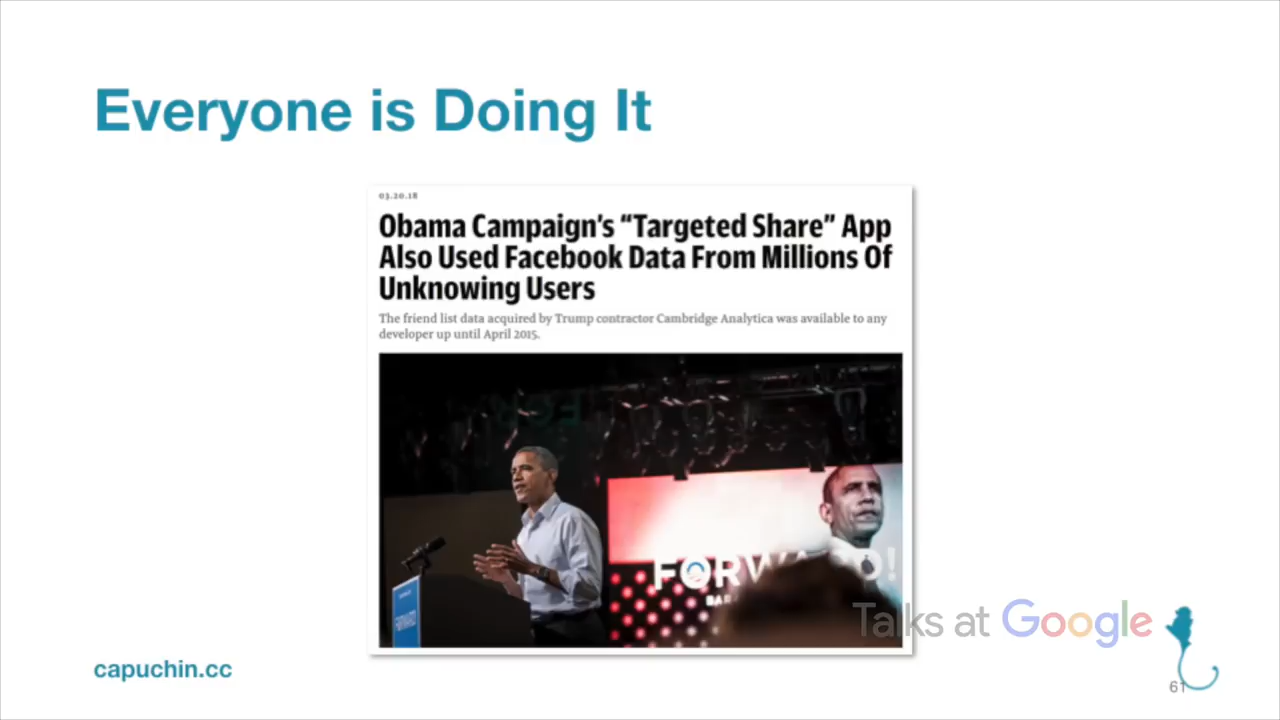 Everyone is Doing It
03.20.18
Obama Campaign's “Targeted Share” App
Also Used Facebook Data From Millions Of
Unknowing Users
The friend list data acquired by Trump contractor Cambridge Analytica was available to any
developer up until April 2015.
FORWARD!
FORWARD!
Talks at Google
capuchin.cc
61